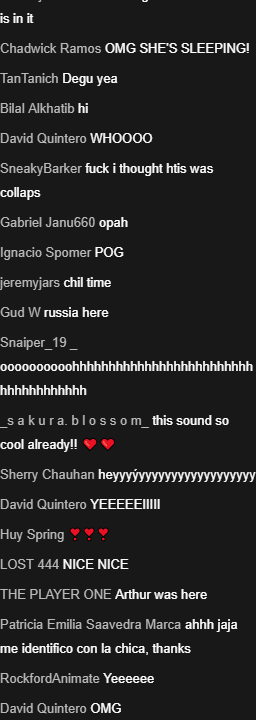 is in it
Chadwick Ramos OMG SHE'S SLEEPING!
TanTanich Degu yea
Bilal Alkhatib hi
David Quintero WHOOOO
SneakyBarker fuck i thought htis was
collaps
Gabriel Janu660 opah
Ignacio Spomer POG
jeremyjars chil time
Gud W russia here
Snaiper_19 _
oooooooooohhhhhhhhhhhhhhhhhhhhhhhhh
hhhhhhhhhhhh
_s a k u r a. b l o s s o m_ this sound so
cool already!! ❤️ ❤️
Sherry Chauhan heyyyýyyyyyyyyyyyyyyyyyy
David Quintero YEEEEEIIIII
Huy Spring ❣️❣️❣️
LOST 444 NICE NICE
THE PLAYER ONE Arthur was here
Patricia Emilia Saavedra Marca ahhh jaja
me identifico con la chica, thanks
RockfordAnimate Yeeeeee
David Quintero OMG